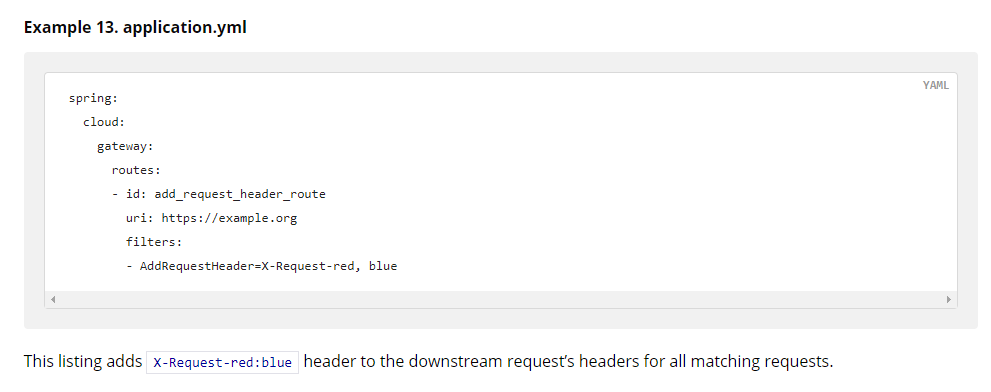 Example 13. application.yml
YAML
spring:
  cloud:
    gateway:
      routes:
      - id: add_request_header_route
        uri: https://example.org
        filters:
        - AddRequestHeader=X-Request-red, blue
This listing adds X-Request-red:blue header to the downstream request’s headers for all matching requests.